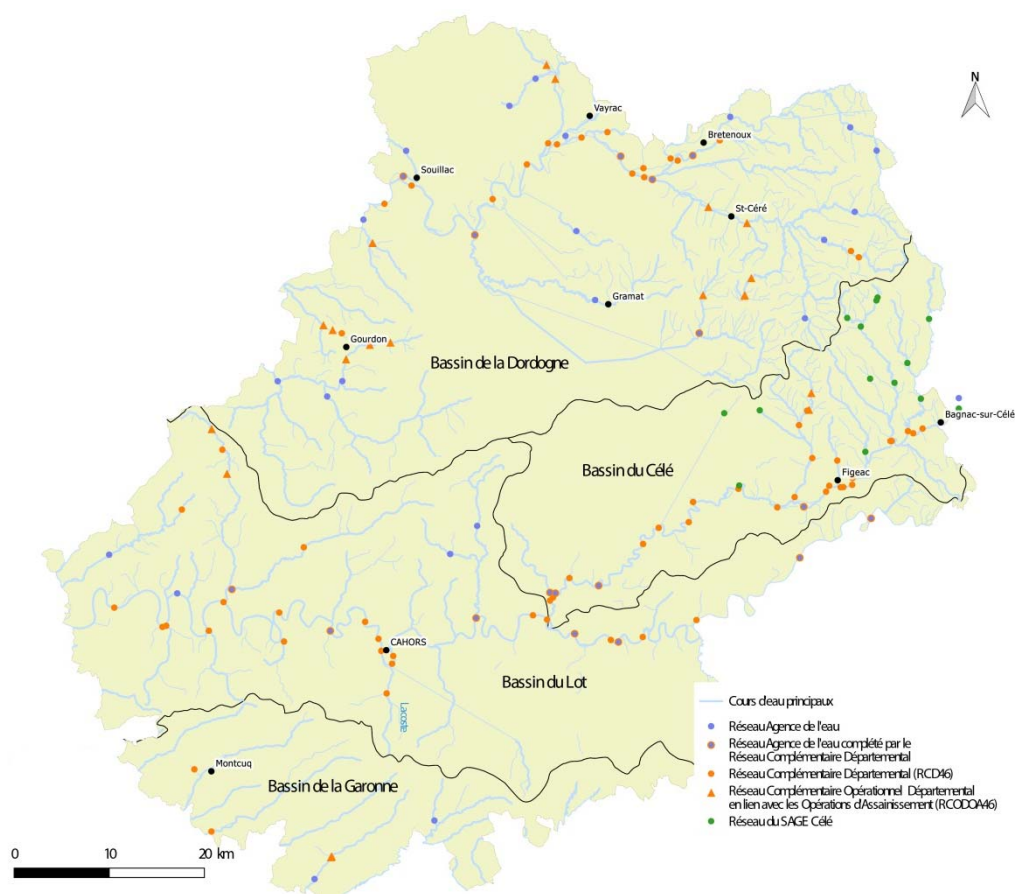 N
Vayrac
Bretenoux
Souillac
St-Céré
Gramat
Gourdon
Bassin de la Dordogne
Bagnac-sur-Célé
Bassin du Célé
Figeac
CAHORS
Bassin du Lot
Lacoste
Montcuq
Bassin de la Garonne
Cours d'eau principaux
Réseau Agence de l'eau
Réseau Agence de l'eau complété par le
Réseau Complémentaire Départemental
Réseau Complémentaire Départemental (RCD46)
Réseau Complémentaire Opérationnel Départemental
en lien avec les Opérations d'Assainissement (RCODOA46)
Réseau du SAGE Célé
0 10 20 km